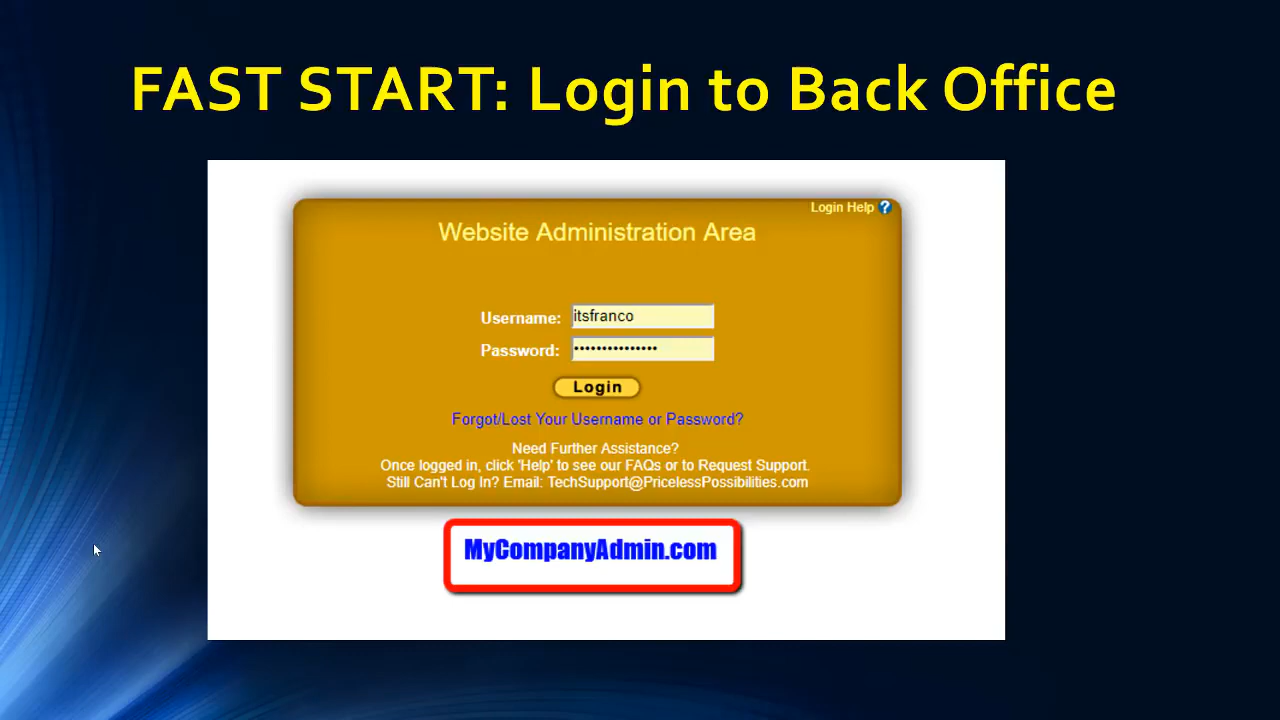 FAST START: Login to Back Office
Login Help ?
Website Administration Area
Username: itsfranco
Password: •••••••••••••••
Login
Forgot/Lost Your Username or Password?
Need Further Assistance?
Once logged in, click 'Help' to see our FAQs or to Request Support.
Still Can't Log In? Email: TechSupport@PricelessPossibilities.com
MyCompanyAdmin.com